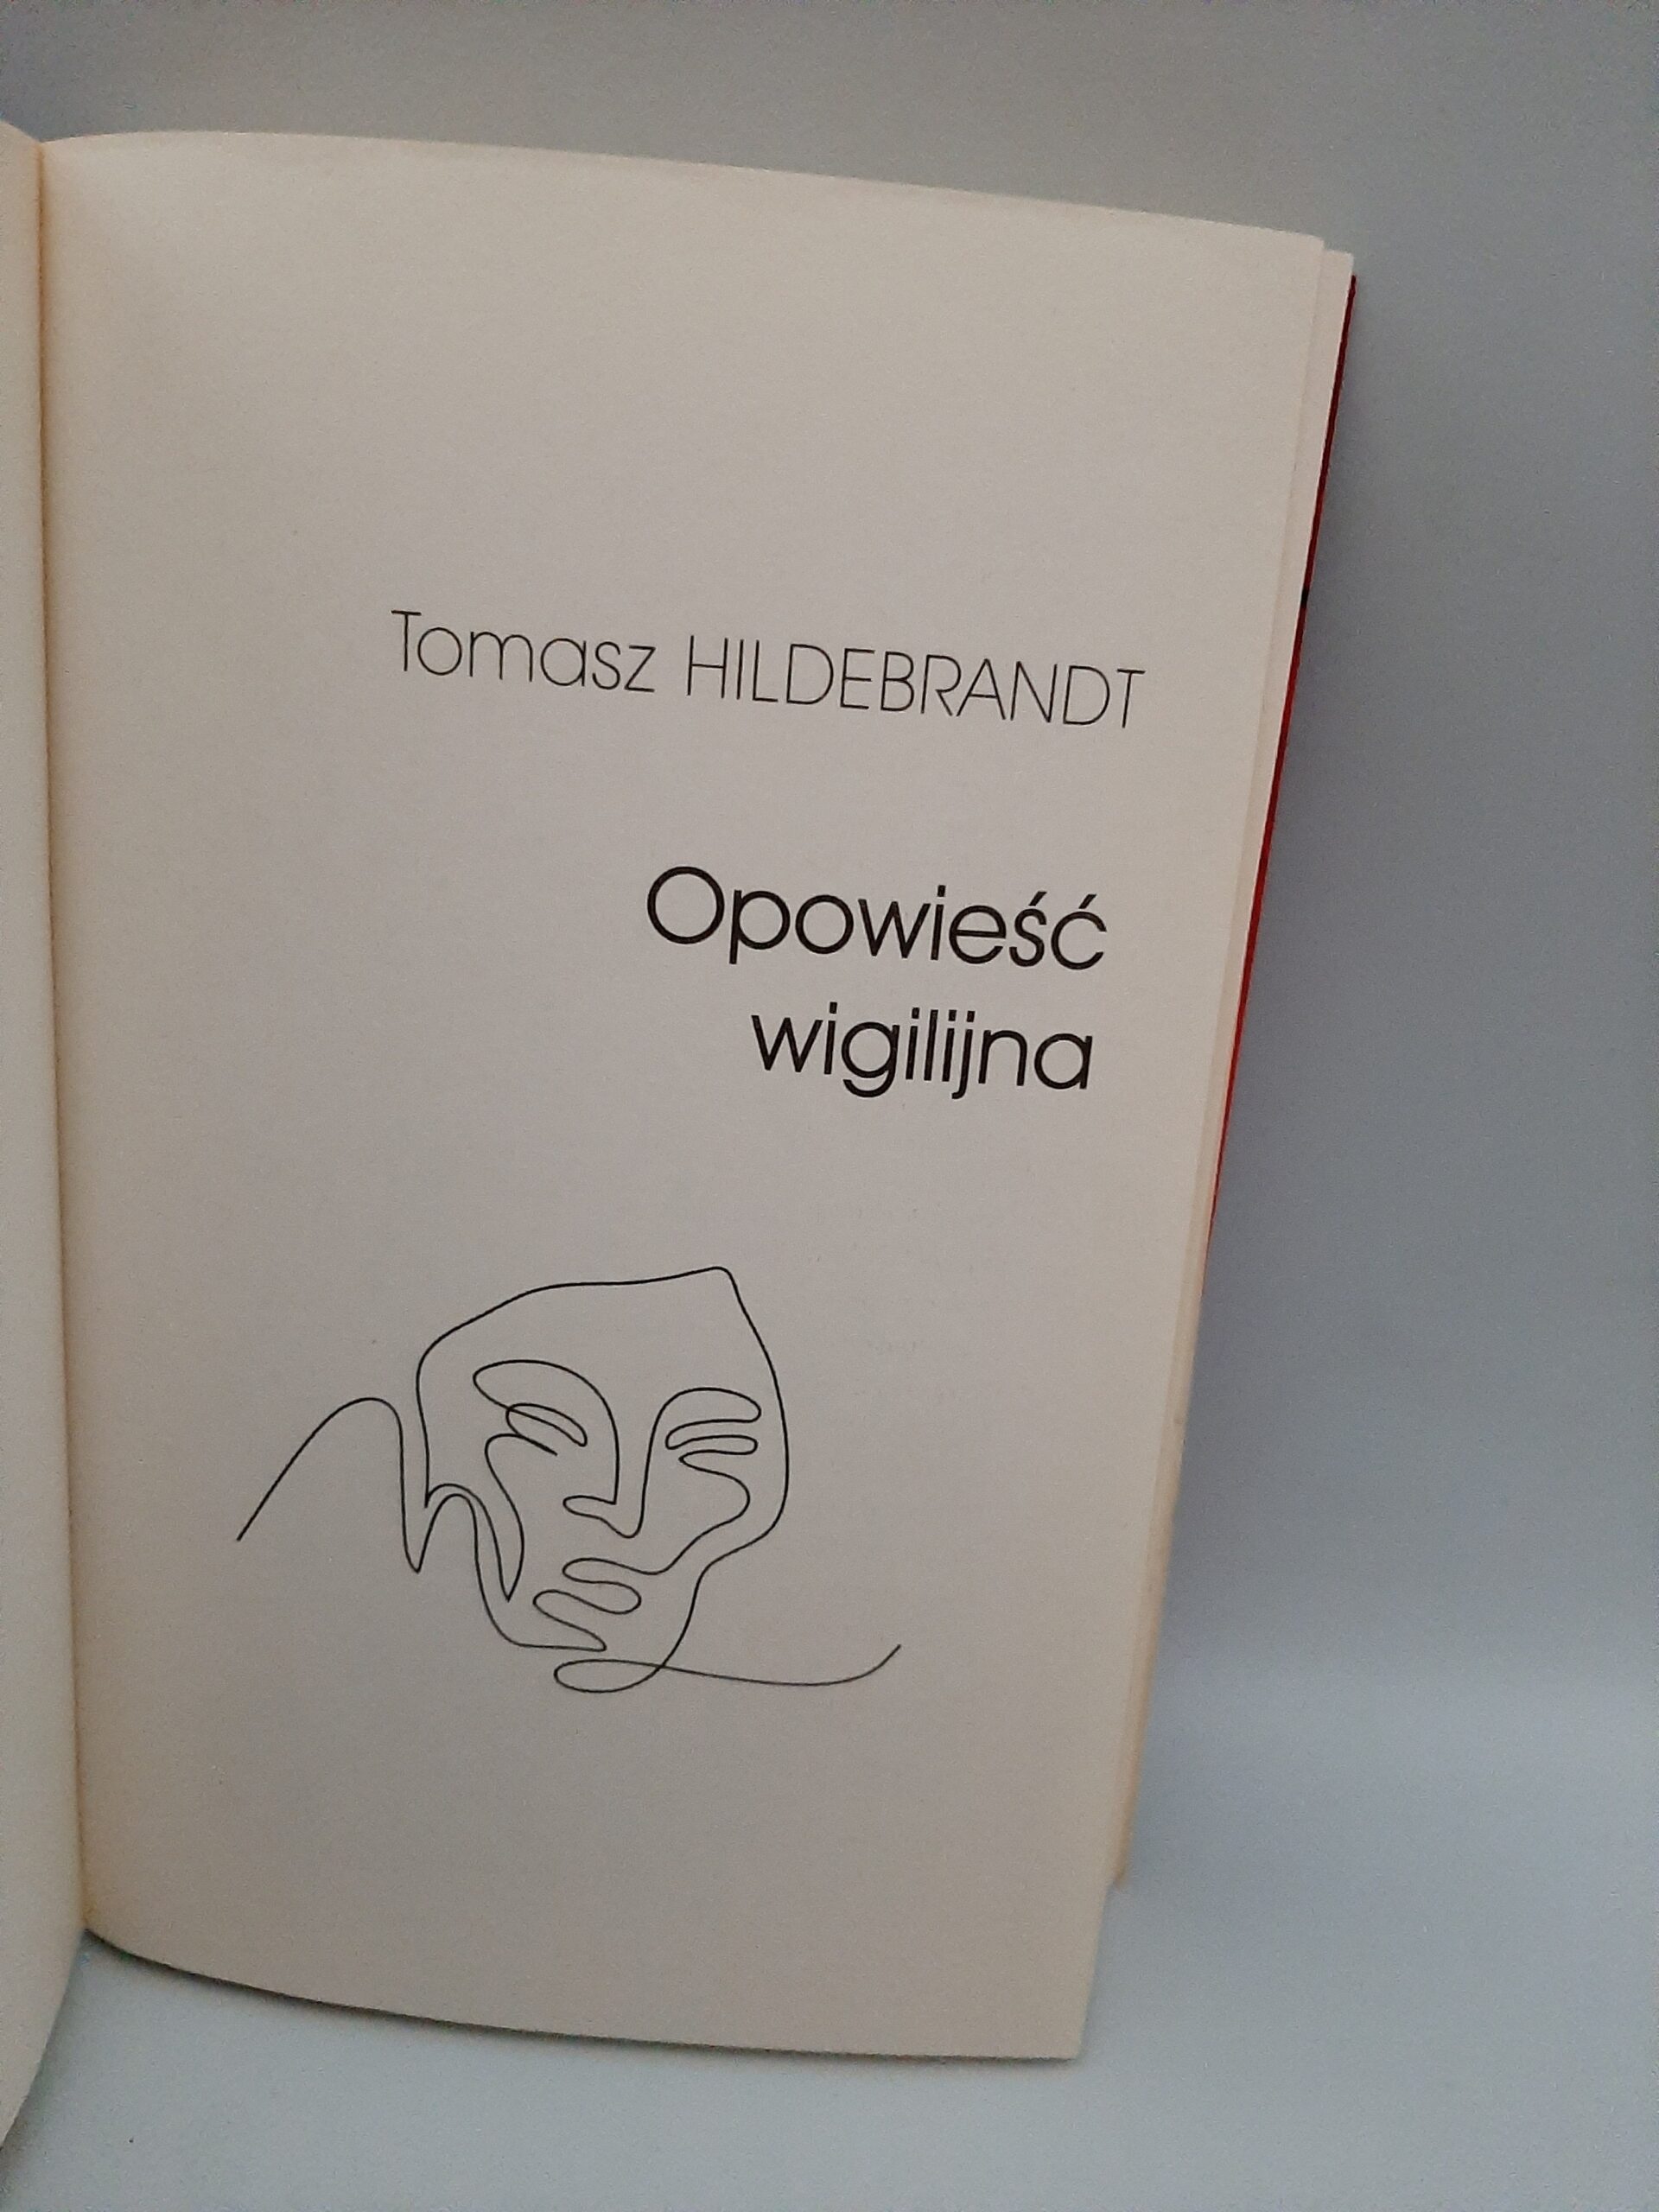 Tomasz HILDEBRANDT
Opowieść
wigilijna